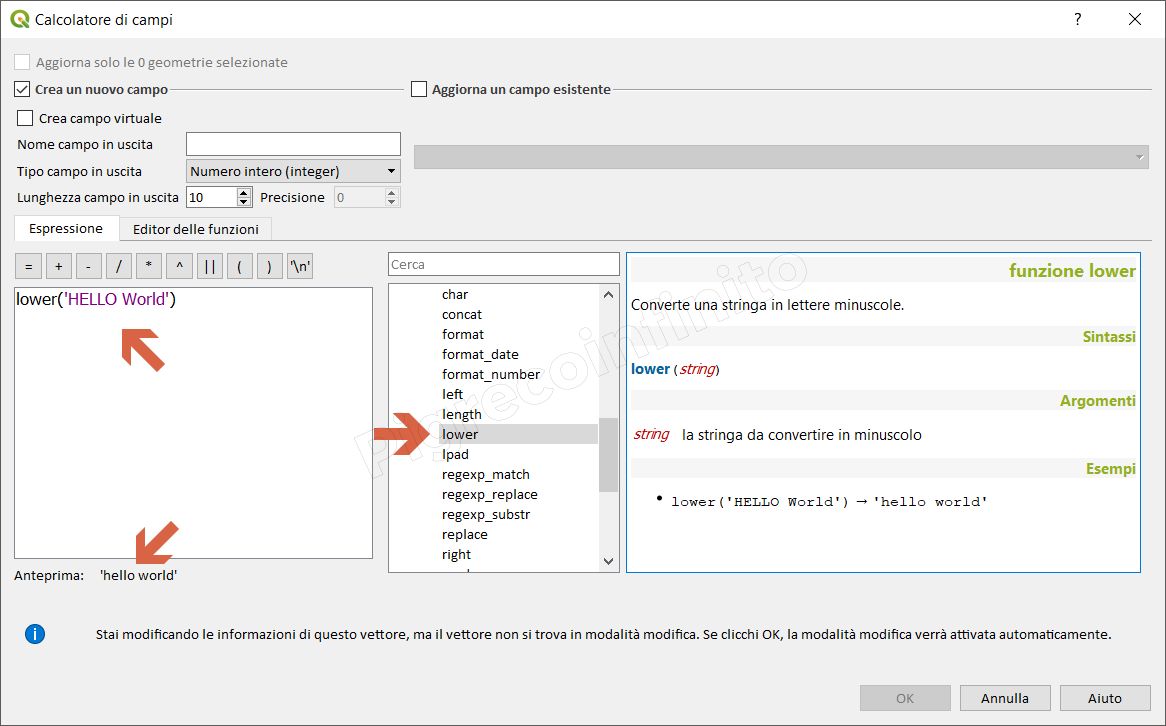 Calcolatore di campi
?
Aggiorna solo le 0 geometrie selezionate
Crea un nuovo campo
Aggiorna un campo esistente
Crea campo virtuale
Nome campo in uscita
Tipo campo in uscita Numero intero (integer)
Lunghezza campo in uscita 10 Precisione 0
Espressione Editor delle funzioni
= + - / * ^ || ( ) '\n'
lower('HELLO World')
Anteprima: 'hello world'
Cerca
char
concat
format
format_date
format_number
left
length
lower
lpad
regexp_match
regexp_replace
regexp_substr
replace
right
funzione lower
Converte una stringa in lettere minuscole.
Sintassi
lower (string)
Argomenti
string la stringa da convertire in minuscolo
Esempi
• lower('HELLO World') → 'hello world'
Pigrecoinfinito
Stai modificando le informazioni di questo vettore, ma il vettore non si trova in modalità modifica. Se clicchi OK, la modalità modifica verrà attivata automaticamente.
OK Annulla Aiuto